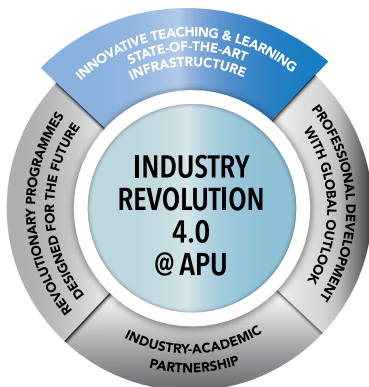 INNOVATIVE TEACHING & LEARNING
STATE-OF-THE-ART
INFRASTRUCTURE
PROFESSIONAL DEVELOPMENT
WITH GLOBAL OUTLOOK
INDUSTRY-ACADEMIC
PARTNERSHIP
REVOLUTIONARY PROGRAMMES
DESIGNED FOR THE FUTURE
INDUSTRY
REVOLUTION
4.0
@ APU